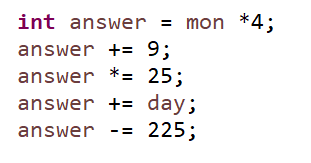 int answer = mon *4;
answer += 9;
answer *= 25;
answer += day;
answer -= 225;